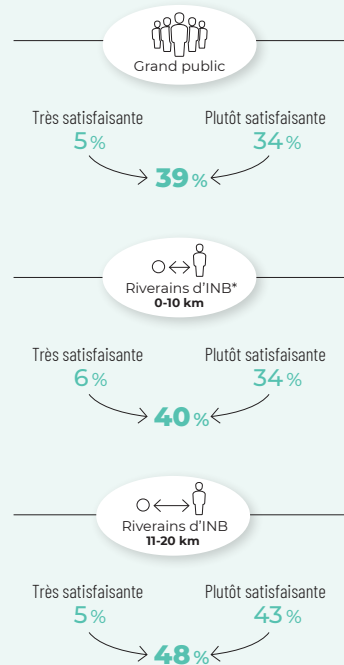 Grand public
Très satisfaisante Plutôt satisfaisante
5 % 34 %
39 %
Riverains d’INB*
0-10 km
Très satisfaisante Plutôt satisfaisante
6 % 34 %
40 %
Riverains d’INB
11-20 km
Très satisfaisante Plutôt satisfaisante
5 % 43 %
48 %